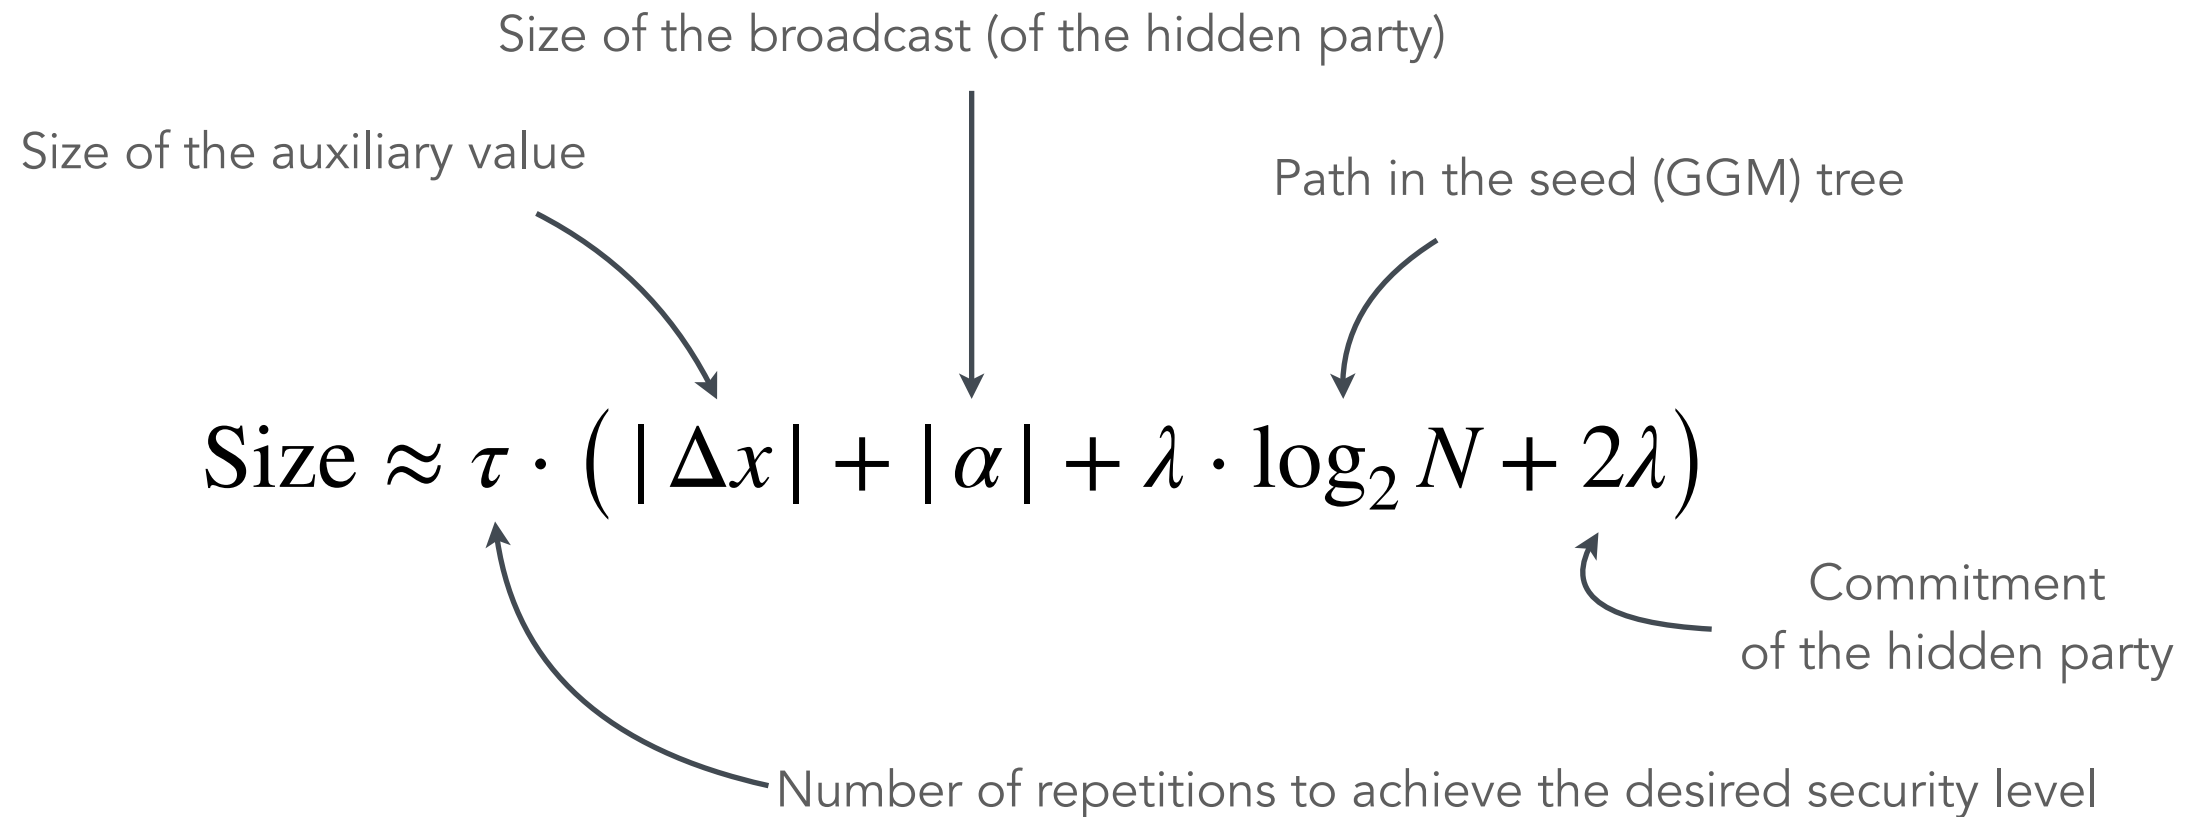 Size of the broadcast (of the hidden party)
Size of the auxiliary value
Path in the seed (GGM) tree
Size ≈ τ · ( |Δx| + |α| + λ · log₂ N + 2λ )
Commitment
of the hidden party
Number of repetitions to achieve the desired security level